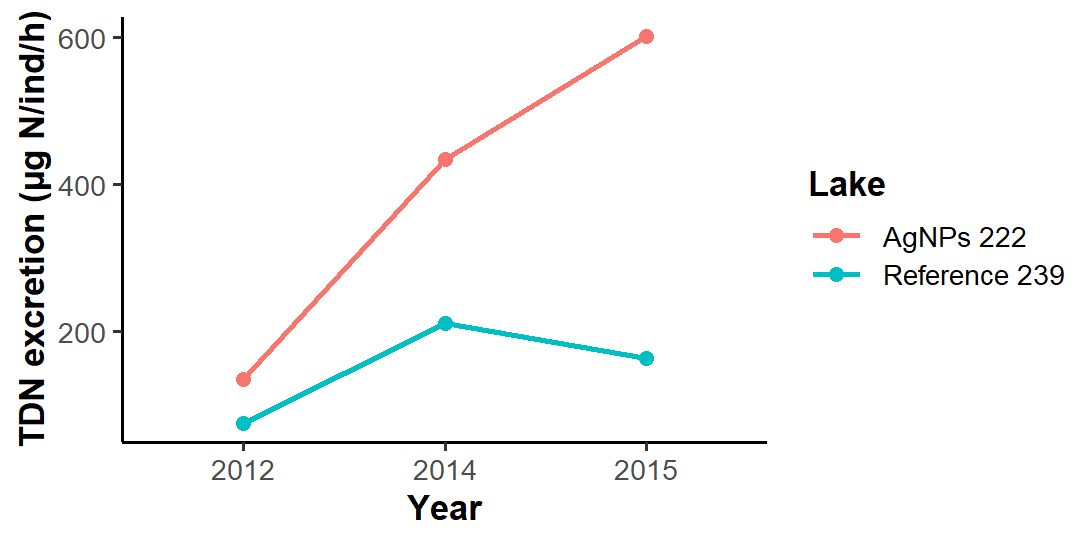 TDN excretion (µg N/ind/h)
600
400
200
2012 2014 2015
Year
Lake
AgNPs 222
Reference 239